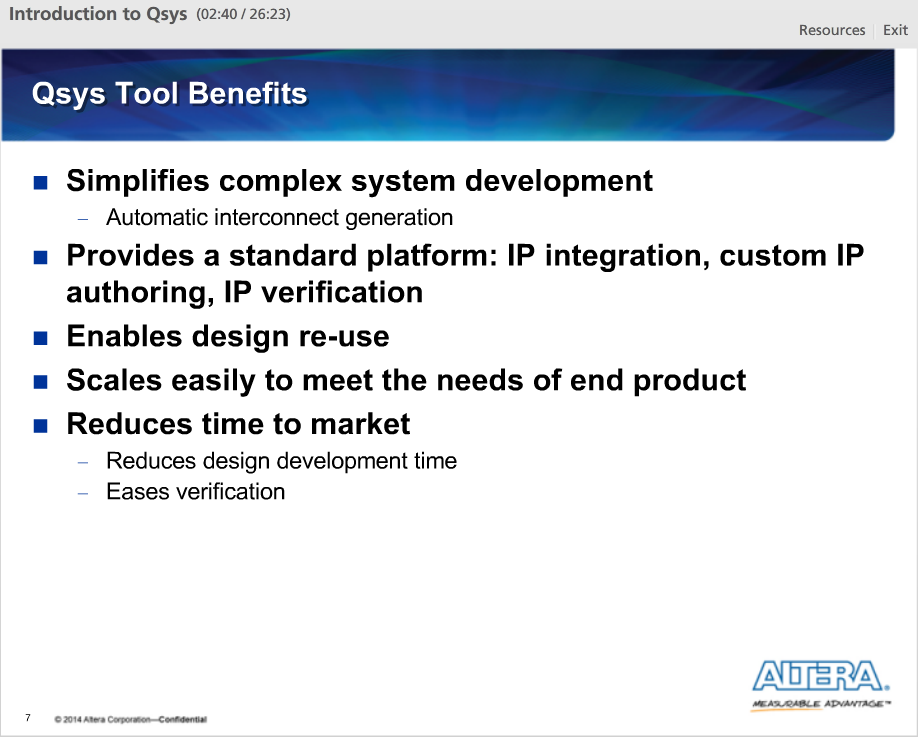 Introduction to Qsys (02:40 / 26:23)
Resources Exit
Qsys Tool Benefits
Simplifies complex system development
– Automatic interconnect generation
Provides a standard platform: IP integration, custom IP
authoring, IP verification
Enables design re-use
Scales easily to meet the needs of end product
Reduces time to market
– Reduces design development time
– Eases verification
ALTERA®
MEASURABLE ADVANTAGE™
7 © 2014 Altera Corporation—Confidential